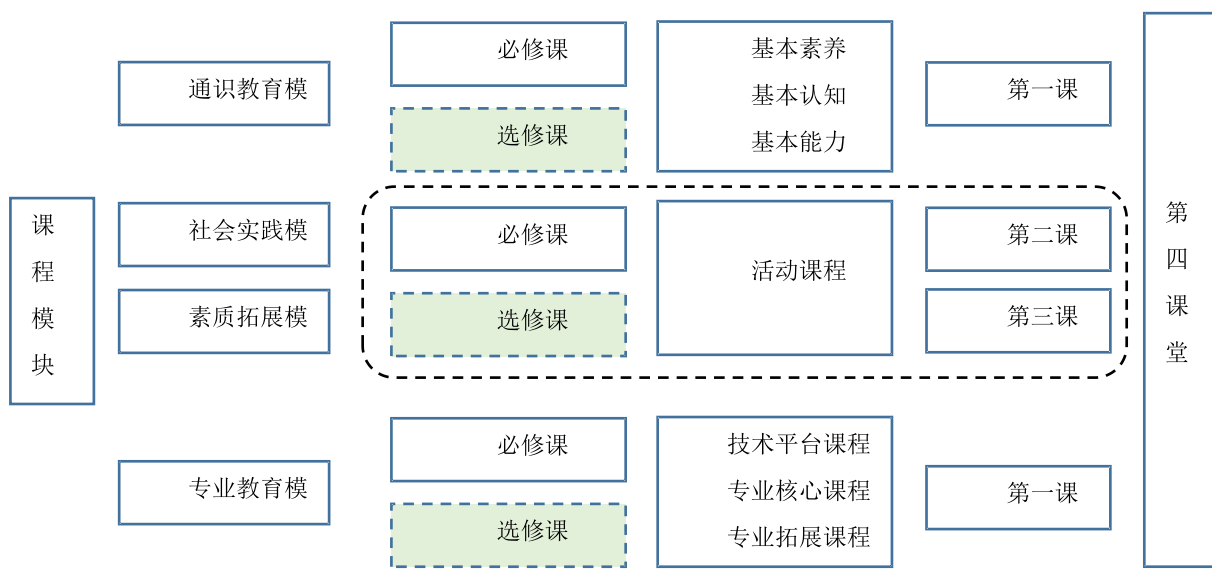 课
程
模
块
通识教育模
必修课
选修课
基本素养
基本认知
基本能力
第一课
社会实践模
素质拓展模
必修课
选修课
活动课程
第二课
第三课
专业教育模
必修课
选修课
技术平台课程
专业核心课程
专业拓展课程
第一课
第
四
课
堂